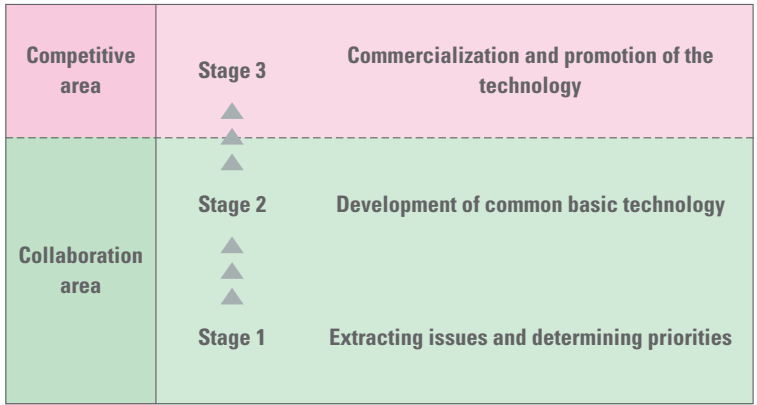 Competitive
area
Stage 3
Commercialization and promotion of the
technology
Collaboration
area
Stage 2
Development of common basic technology
Stage 1
Extracting issues and determining priorities